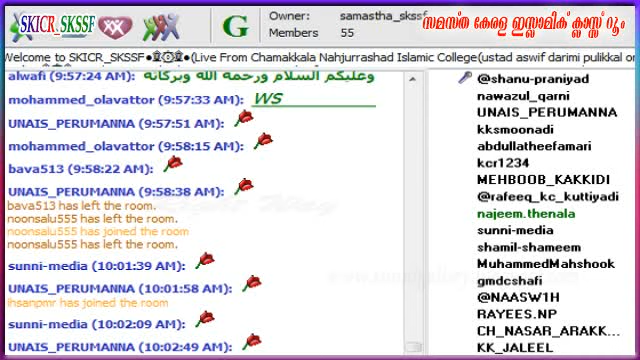 SKICR_SKSSF
G
Owner: samastha_skssf
Members 55
സമസ്ത കേരള ഇസ്ലാമിക് ക്ലാസ്സ് റൂം
Welcome to SKICR_SKSSF (Live From Chamakkala Nahjurrashad Islamic College(ustad aswif darimi pulikkal on
alwafi (9:57:24 AM): وعليكم السلام ورحمة الله وبركاته
mohammed_olavattor (9:57:33 AM): WS
UNAIS_PERUMANNA (9:57:51 AM):
mohammed_olavattor (9:58:15 AM):
bava513 (9:58:22 AM):
UNAIS_PERUMANNA (9:58:38 AM):
bava513 has left the room.
noonsalu555 has left the room.
noonsalu555 has joined the room
noonsalu555 has left the room.
sunni-media (10:01:39 AM):
UNAIS_PERUMANNA (10:01:58 AM):
ihsanpmr has joined the room
sunni-media (10:02:09 AM):
UNAIS_PERUMANNA (10:02:49 AM):
@shanu-praniyad
nawazul_qarni
UNAIS_PERUMANNA
kksmoonadi
abdullatheefamari
kcr1234
MEHBOOB_KAKKIDI
@rafeeq_kc_kuttiyadi
najeem.thenala
sunni-media
shamil-shameem
MuhammedMahshook
gmdcshafi
@NAASW1H
RAYEES.NP
CH_NASAR_ARAKK...
KK_JALEEL